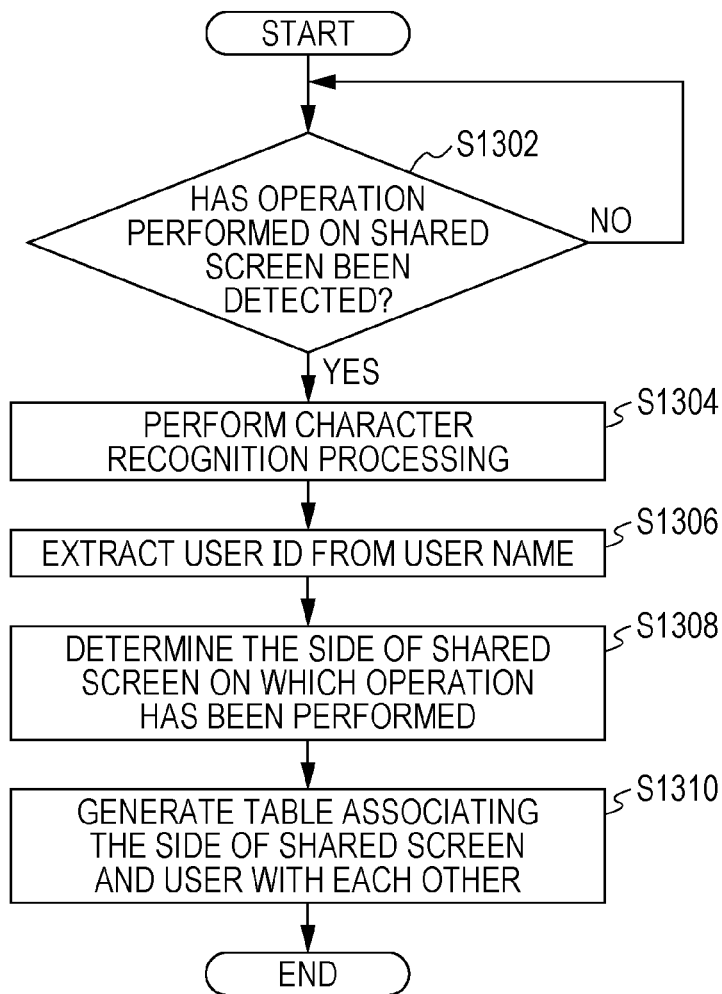 START
S1302
HAS OPERATION
PERFORMED ON SHARED
SCREEN BEEN
DETECTED?
NO
YES
S1304
PERFORM CHARACTER
RECOGNITION PROCESSING
S1306
EXTRACT USER ID FROM USER NAME
S1308
DETERMINE THE SIDE OF SHARED
SCREEN ON WHICH OPERATION
HAS BEEN PERFORMED
S1310
GENERATE TABLE ASSOCIATING
THE SIDE OF SHARED SCREEN
AND USER WITH EACH OTHER
END